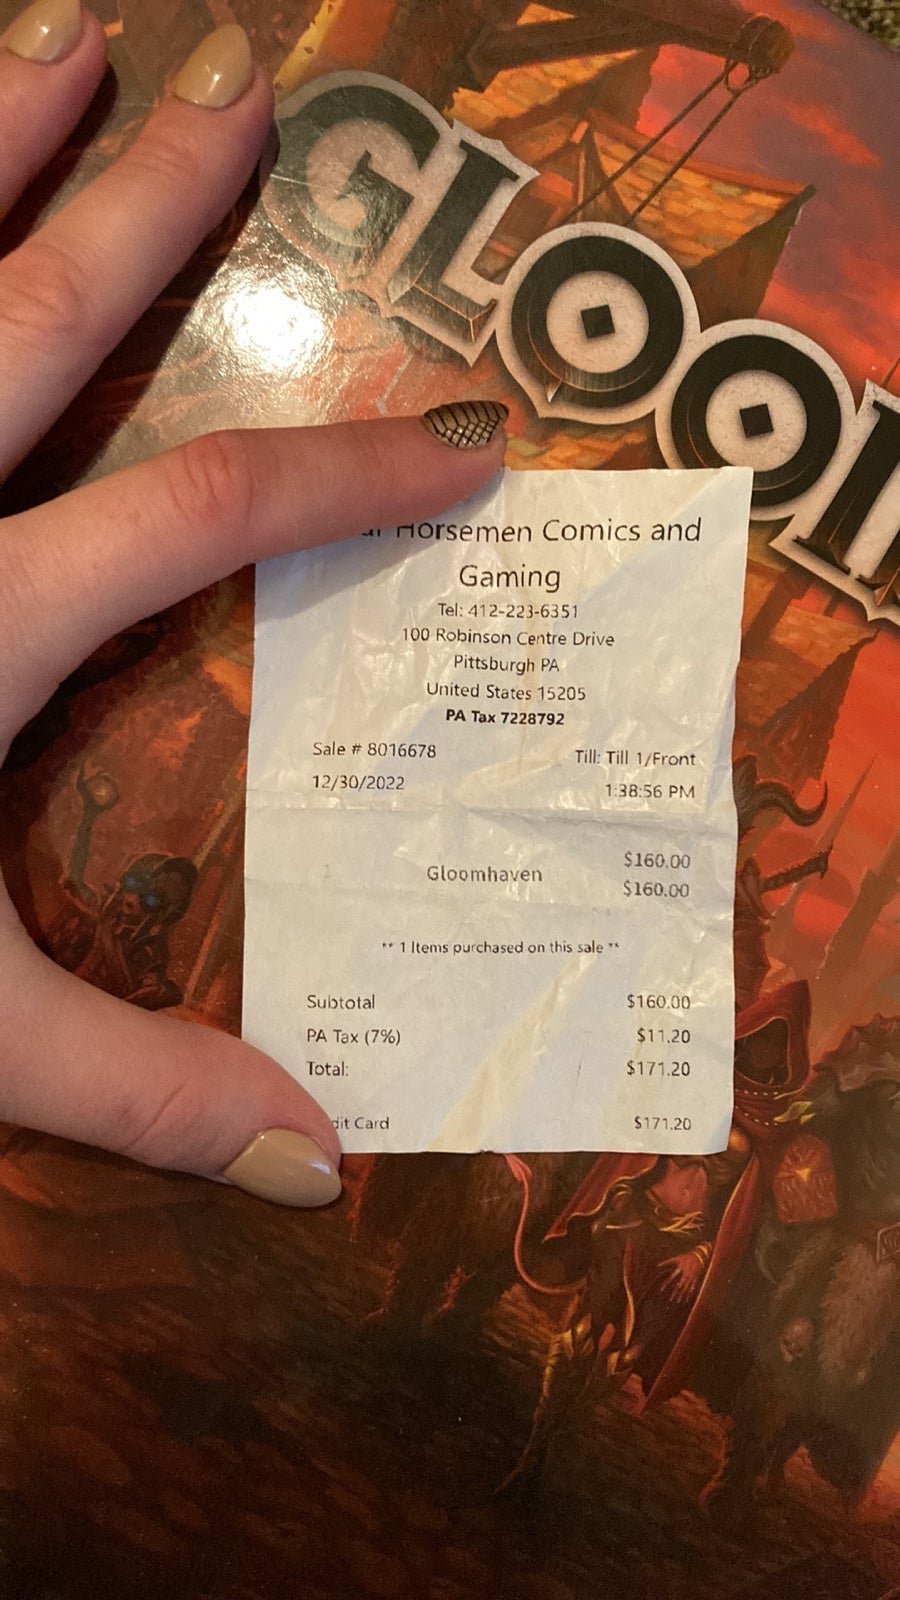 GLOO
Horsemen Comics and
Gaming
Tel: 412-223-6351
100 Robinson Centre Drive
Pittsburgh PA
United States 15205
PA Tax 7228792
Sale # 8016678 Till: Till 1/Front
12/30/2022 1:38:56 PM
1 Gloomhaven $160.00
$160.00
** 1 Items purchased on this sale **
Subtotal $160.00
PA Tax (7%) $11.20
Total: $171.20
dit Card $171.20